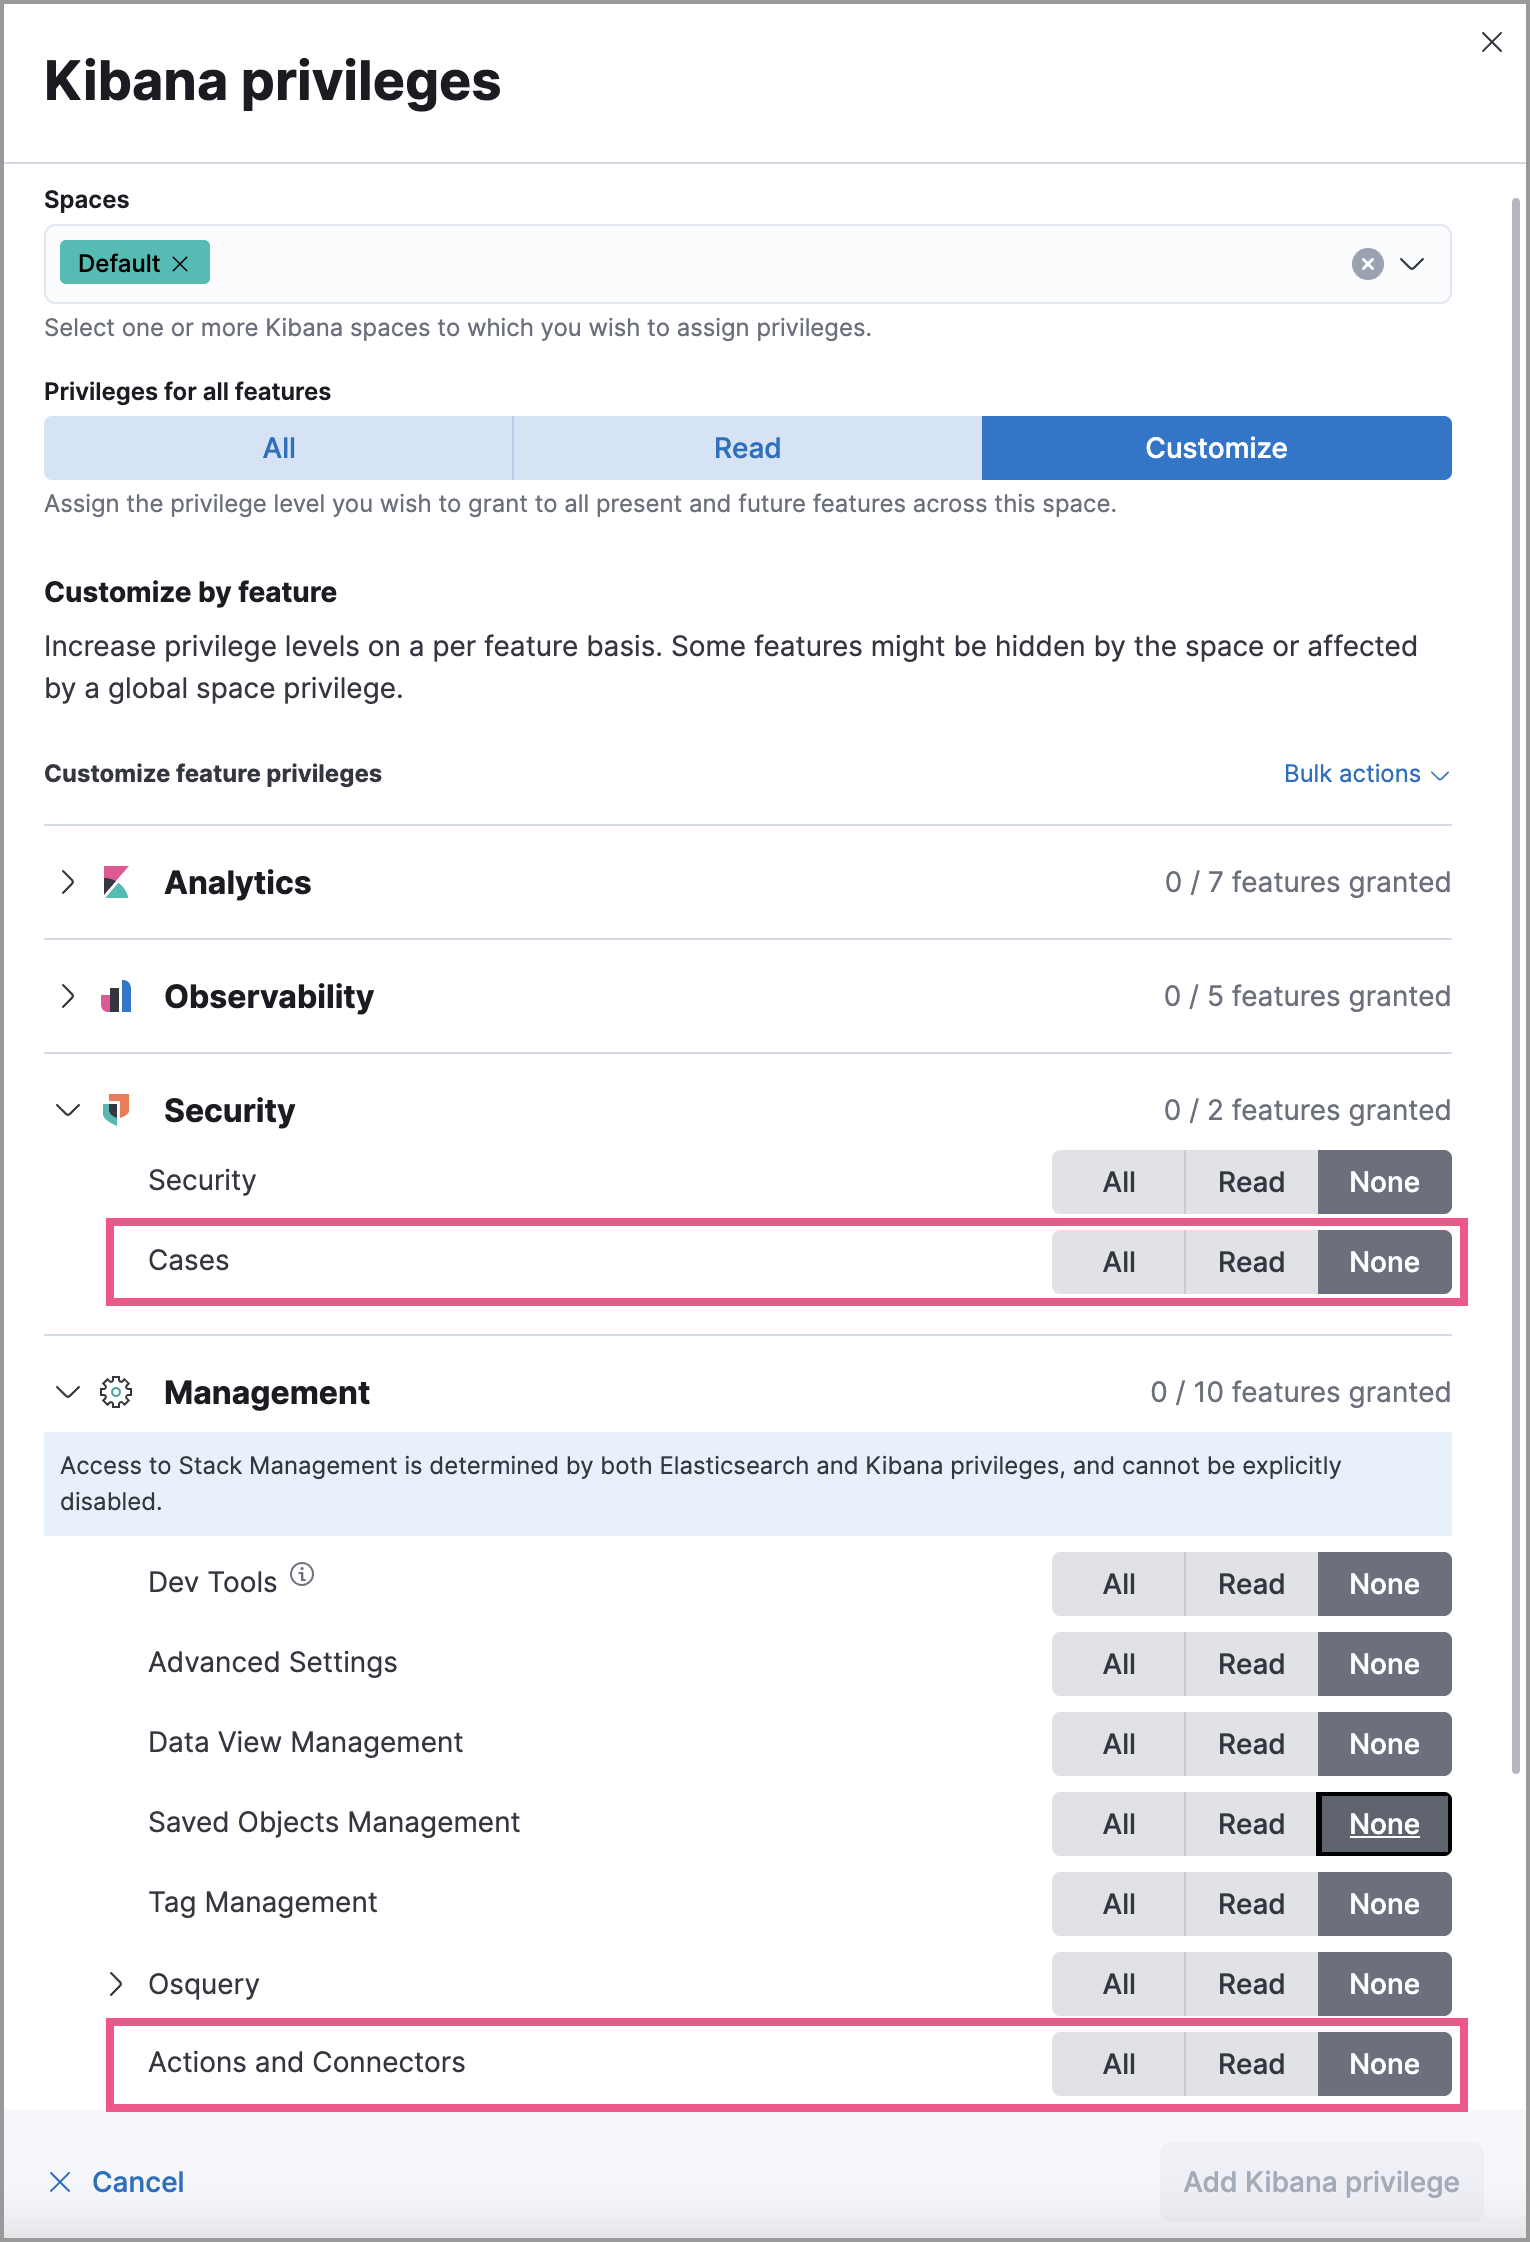 Kibana privileges
Spaces
Default
Select one or more Kibana spaces to which you wish to assign privileges.
Privileges for all features
All Read Customize
Assign the privilege level you wish to grant to all present and future features across this space.
Customize by feature
Increase privilege levels on a per feature basis. Some features might be hidden by the space or affected
by a global space privilege.
Customize feature privileges Bulk actions
Analytics 0 / 7 features granted
Observability 0 / 5 features granted
Security 0 / 2 features granted
Security All Read None
Cases All Read None
Management 0 / 10 features granted
Access to Stack Management is determined by both Elasticsearch and Kibana privileges, and cannot be explicitly
disabled.
Dev Tools All Read None
Advanced Settings All Read None
Data View Management All Read None
Saved Objects Management All Read None
Tag Management All Read None
Osquery All Read None
Actions and Connectors All Read None
Cancel Add Kibana privilege